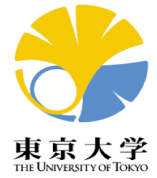 東京大学
THE UNIVERSITY OF TOKYO